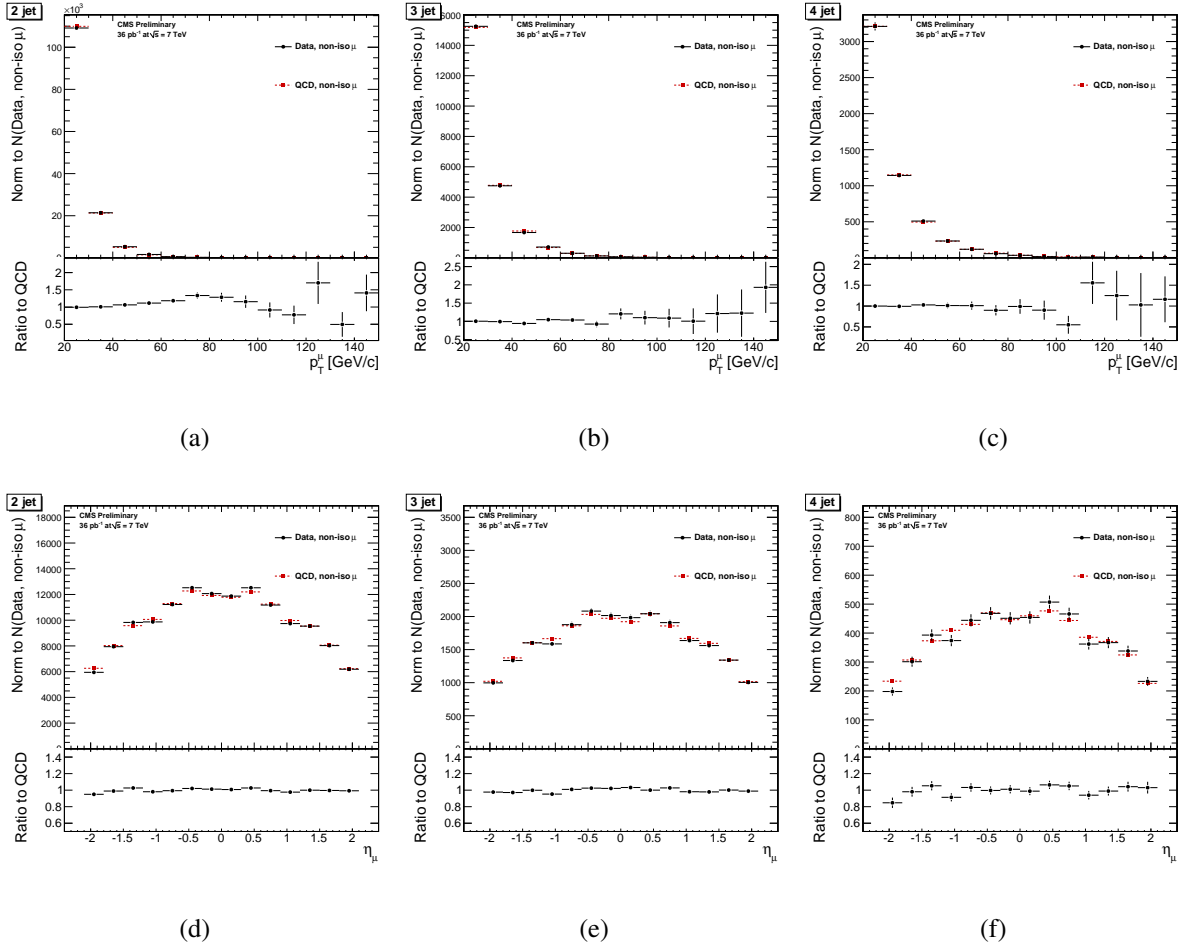 2 jet
×10³
CMS Preliminary
36 pb⁻¹ at √s = 7 TeV
Data, non-iso μ
QCD, non-iso μ
Norm to N(Data, non-iso μ)
100
80
60
40
20
0
Ratio to QCD
2
1.5
1
0.5
20 40 60 80 100 120 140
p_T^μ [GeV/c]
(a)
3 jet
CMS Preliminary
36 pb⁻¹ at √s = 7 TeV
Data, non-iso μ
QCD, non-iso μ
Norm to N(Data, non-iso μ)
16000
14000
12000
10000
8000
6000
4000
2000
0
Ratio to QCD
2.5
2
1.5
1
0.5
20 40 60 80 100 120 140
p_T^μ [GeV/c]
(b)
4 jet
CMS Preliminary
36 pb⁻¹ at √s = 7 TeV
Data, non-iso μ
QCD, non-iso μ
Norm to N(Data, non-iso μ)
3000
2500
2000
1500
1000
500
0
Ratio to QCD
2
1.5
1
0.5
20 40 60 80 100 120 140
p_T^μ [GeV/c]
(c)
2 jet
CMS Preliminary
36 pb⁻¹ at √s = 7 TeV
Data, non-iso μ
QCD, non-iso μ
Norm to N(Data, non-iso μ)
18000
16000
14000
12000
10000
8000
6000
4000
2000
Ratio to QCD
1.4
1.2
1
0.8
0.6
-2 -1.5 -1 -0.5 0 0.5 1 1.5 2
η_μ
(d)
3 jet
CMS Preliminary
36 pb⁻¹ at √s = 7 TeV
Data, non-iso μ
QCD, non-iso μ
Norm to N(Data, non-iso μ)
3500
3000
2500
2000
1500
1000
500
Ratio to QCD
1.4
1.2
1
0.8
0.6
-2 -1.5 -1 -0.5 0 0.5 1 1.5 2
η_μ
(e)
4 jet
CMS Preliminary
36 pb⁻¹ at √s = 7 TeV
Data, non-iso μ
QCD, non-iso μ
Norm to N(Data, non-iso μ)
800
700
600
500
400
300
200
100
Ratio to QCD
1.4
1.2
1
0.8
0.6
-2 -1.5 -1 -0.5 0 0.5 1 1.5 2
η_μ
(f)